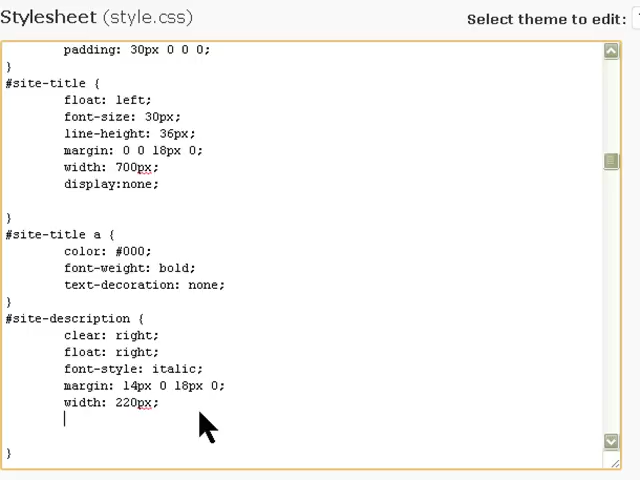 Stylesheet (style.css)
Select theme to edit:
padding: 30px 0 0 0;
}
#site-title {
float: left;
font-size: 30px;
line-height: 36px;
margin: 0 0 18px 0;
width: 700px;
display:none;
}
#site-title a {
color: #000;
font-weight: bold;
text-decoration: none;
}
#site-description {
clear: right;
float: right;
font-style: italic;
margin: 14px 0 18px 0;
width: 220px;
}